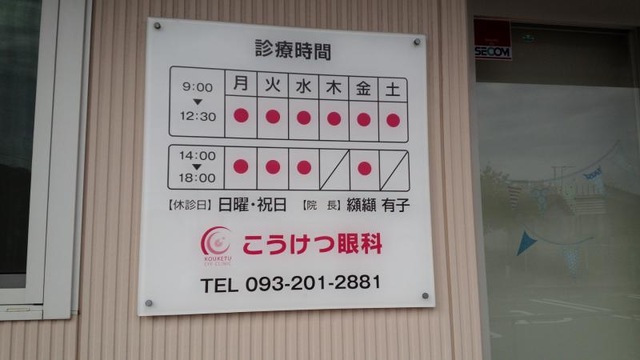 診療時間
月 火 水 木 金 土
9:00 ▼ 12:30 ● ● ● ● ● ●
14:00 ▼ 18:00 ● ● ● ／ ● ／
【休診日】日曜・祝日 【院 長】纐纈 有子
KOUKETU
EYE CLINIC
こうけつ眼科
TEL 093-201-2881
SECOM